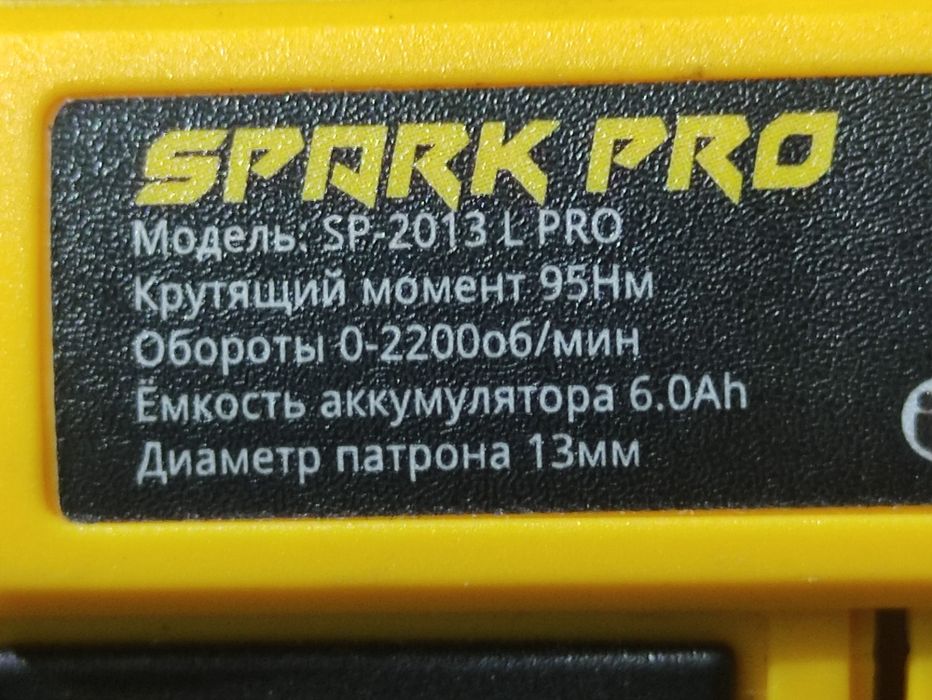 SPARK PRO
Модель: SP-2013 L PRO
Крутящий момент 95Нм
Обороты 0-2200об/мин
Ёмкость аккумулятора 6.0Ah
Диаметр патрона 13мм